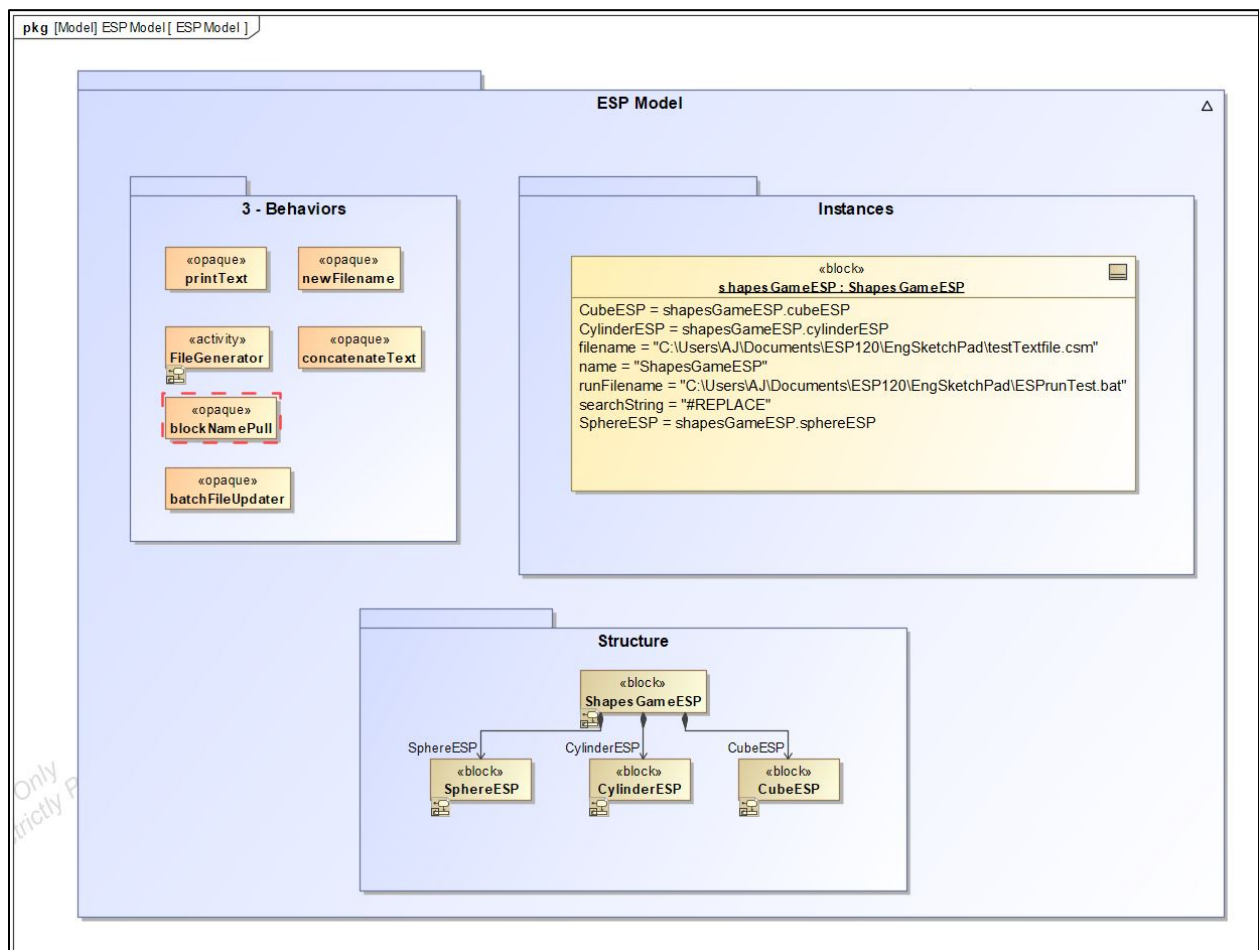 pkg [Model] ESP Model [ ESP Model ]
ESP Model
3 - Behaviors
«opaque»
printText
«opaque»
newFilename
«activity»
FileGenerator
«opaque»
concatenateText
«opaque»
blockNamePull
«opaque»
batchFileUpdater
Instances
«block»
shapesGameESP : ShapesGameESP
CubeESP = shapesGameESP.cubeESP
CylinderESP = shapesGameESP.cylinderESP
filename = "C:\Users\AJ\Documents\ESP120\EngSketchPad\testTextfile.csm"
name = "ShapesGameESP"
runFilename = "C:\Users\AJ\Documents\ESP120\EngSketchPad\ESPrunTest.bat"
searchString = "#REPLACE"
SphereESP = shapesGameESP.sphereESP
Structure
«block»
ShapesGameESP
SphereESP
CylinderESP
CubeESP
«block»
SphereESP
«block»
CylinderESP
«block»
CubeESP
Only